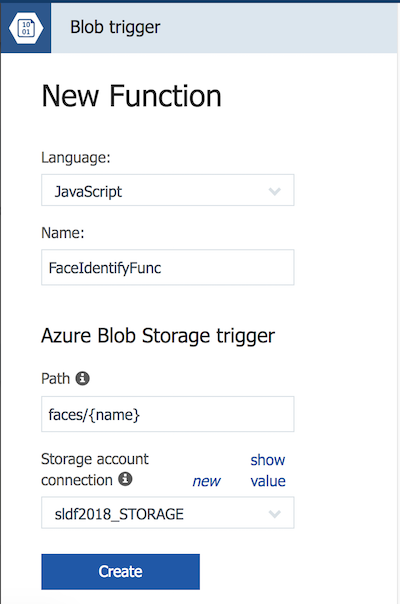 10
01
Blob trigger
New Function
Language:
JavaScript
Name:
FaceIdentifyFunc
Azure Blob Storage trigger
Path
faces/{name}
Storage account
connection
new
show
value
sldf2018_STORAGE
Create